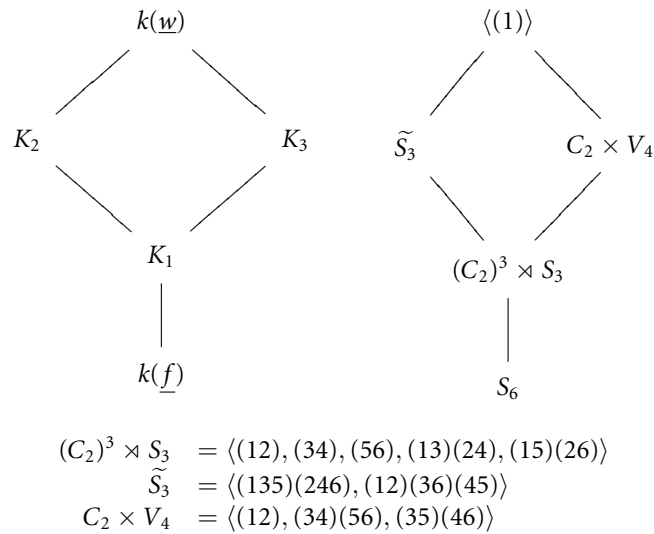 k(w) ⟨(1)⟩
K₂ K₃ S̃₃ C₂ × V₄
K₁ (C₂)³ ⋊ S₃
k(f) S₆
(C₂)³ ⋊ S₃ = ⟨(12), (34), (56), (13)(24), (15)(26)⟩
S̃₃ = ⟨(135)(246), (12)(36)(45)⟩
C₂ × V₄ = ⟨(12), (34)(56), (35)(46)⟩